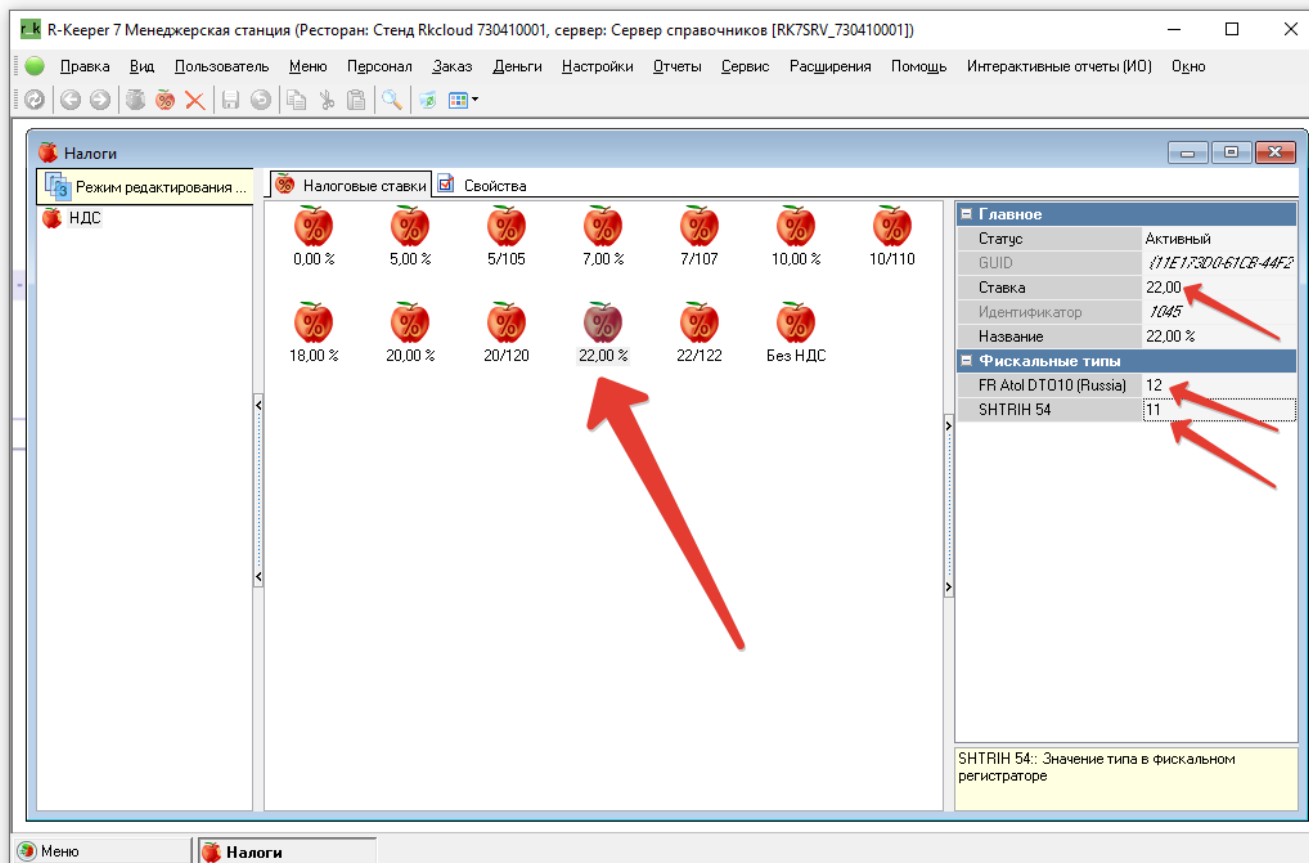 r_k R-Keeper 7 Менеджерская станция (Ресторан: Стенд Rkcloud 730410001, сервер: Сервер справочников [RK7SRV_730410001])
Правка Вид Пользователь Меню Персонал Заказ Деньги Настройки Отчеты Сервис Расширения Помощь Интерактивные отчеты (ИО) Окно
Налоги
Режим редактирования ...
НДС
Налоговые ставки Свойства
0,00 % 5,00 % 5/105 7,00 % 7/107 10,00 % 10/110
18,00 % 20,00 % 20/120 22,00 % 22/122 Без НДС
Главное
Статус Активный
GUID {11E173D0-61CB-44F2
Ставка 22,00
Идентификатор 1045
Название 22,00 %
Фискальные типы
FR Atol DTO10 (Russia) 12
SHTRIH 54 11
SHTRIH 54:: Значение типа в фискальном
регистраторе
Меню Налоги